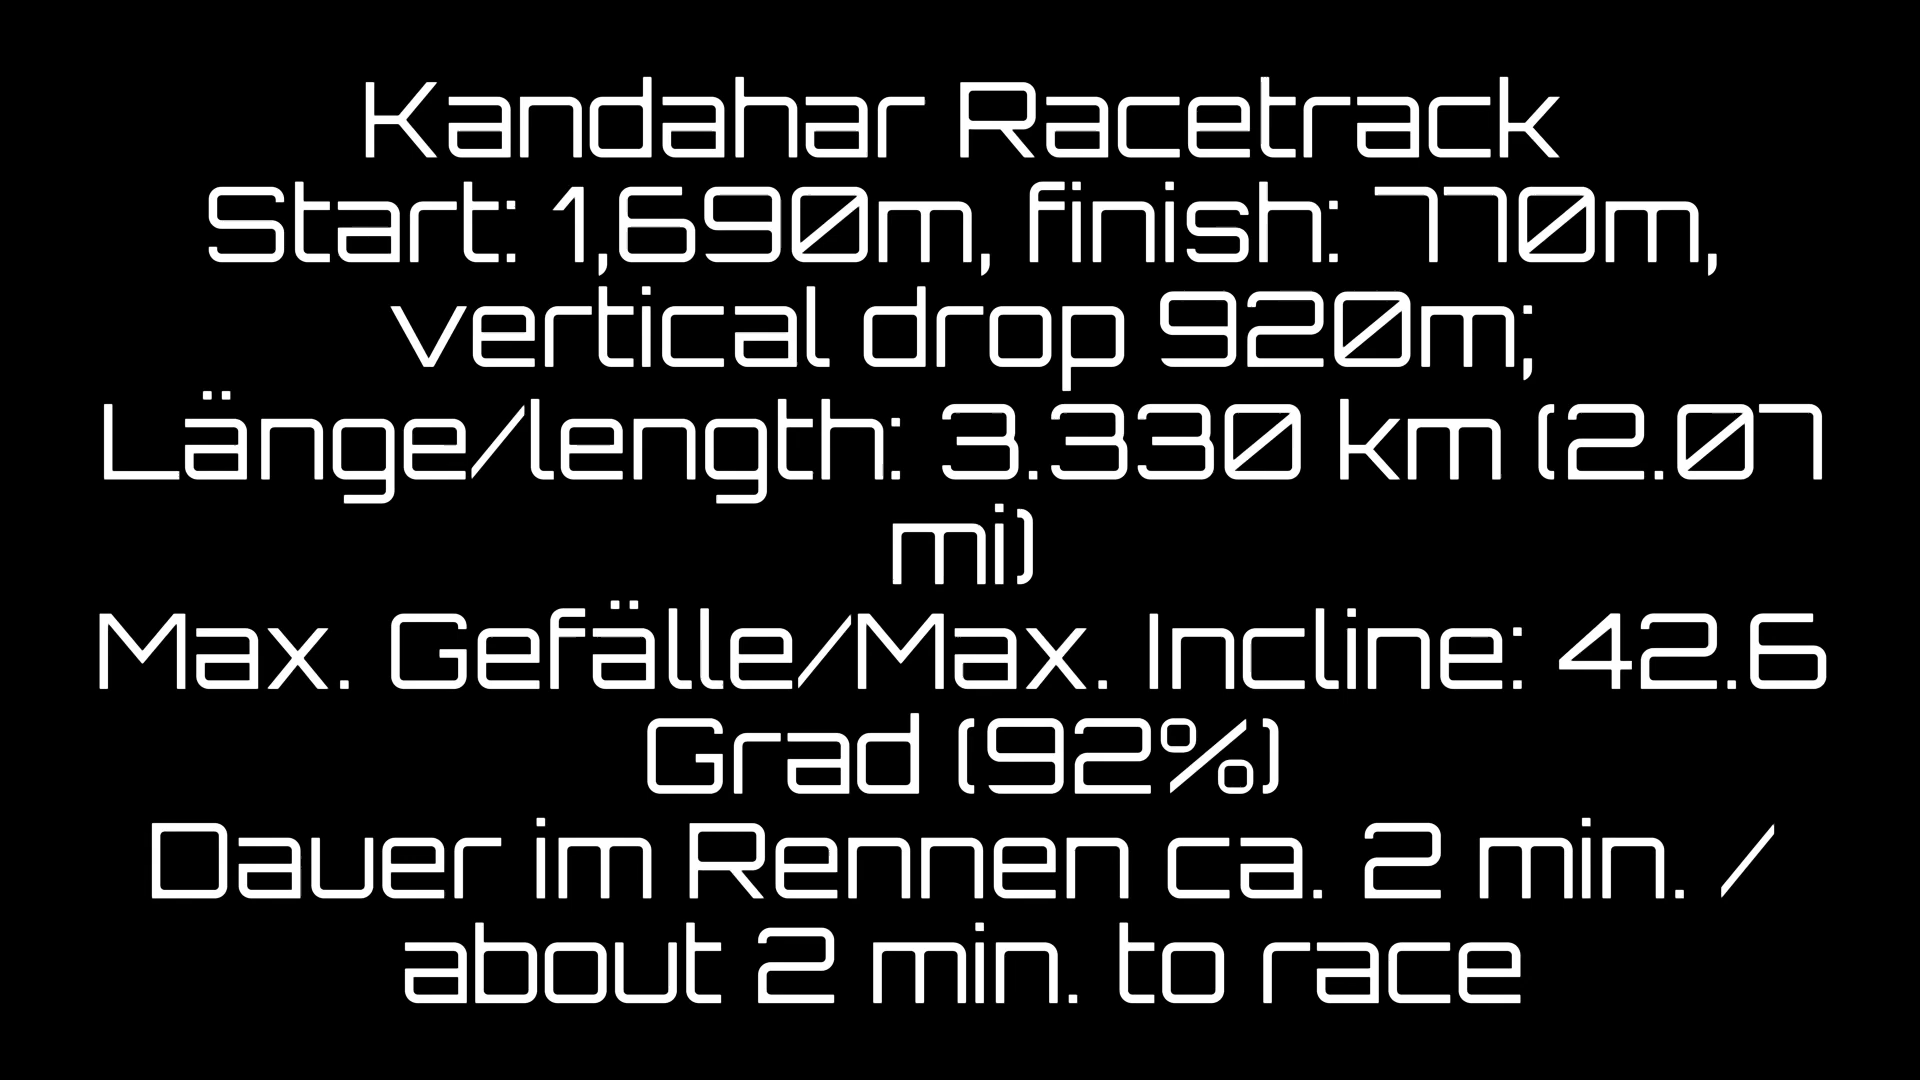 Kandahar Racetrack
Start: 1,690m, finish: 770m,
vertical drop 920m;
Länge/length: 3.330 km (2.07
mi)
Max. Gefälle/Max. Incline: 42.6
Grad (92%)
Dauer im Rennen ca. 2 min. /
about 2 min. to race